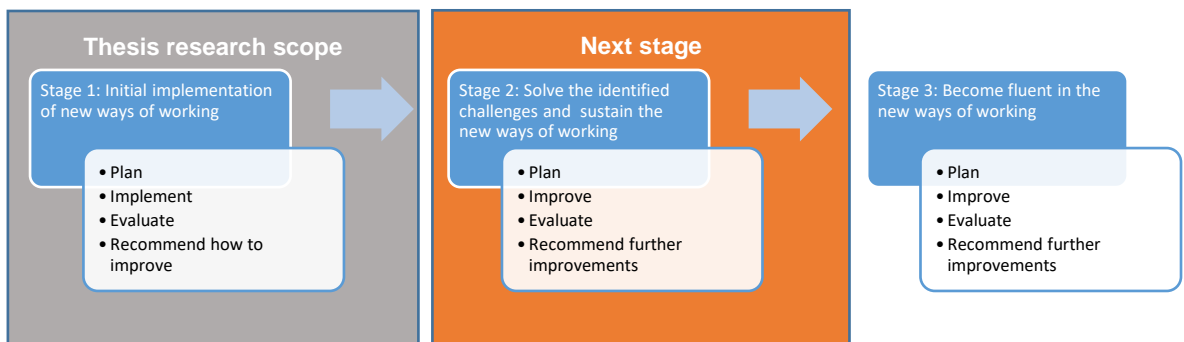 Thesis research scope
Stage 1: Initial implementation
of new ways of working
• Plan
• Implement
• Evaluate
• Recommend how to
improve
Next stage
Stage 2: Solve the identified
challenges and sustain the
new ways of working
• Plan
• Improve
• Evaluate
• Recommend further
improvements
Stage 3: Become fluent in the
new ways of working
• Plan
• Improve
• Evaluate
• Recommend further
improvements